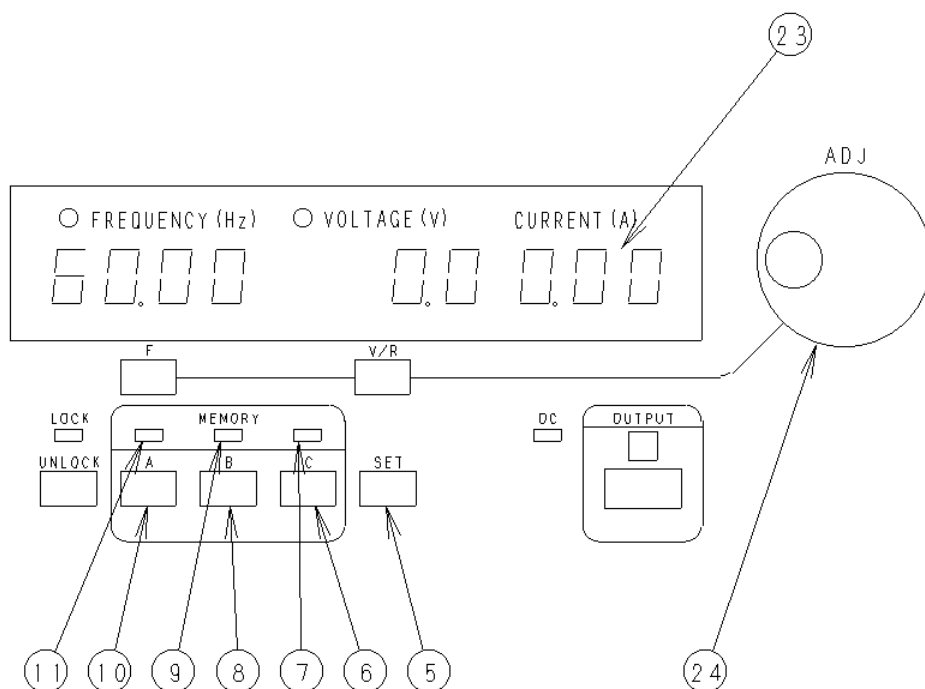 23
ADJ
FREQUENCY (Hz) VOLTAGE (V) CURRENT (A)
60.00 0.0 0.00
F V/R
LOCK MEMORY DC OUTPUT
UNLOCK A B C SET
11 10 9 8 7 6 5 24